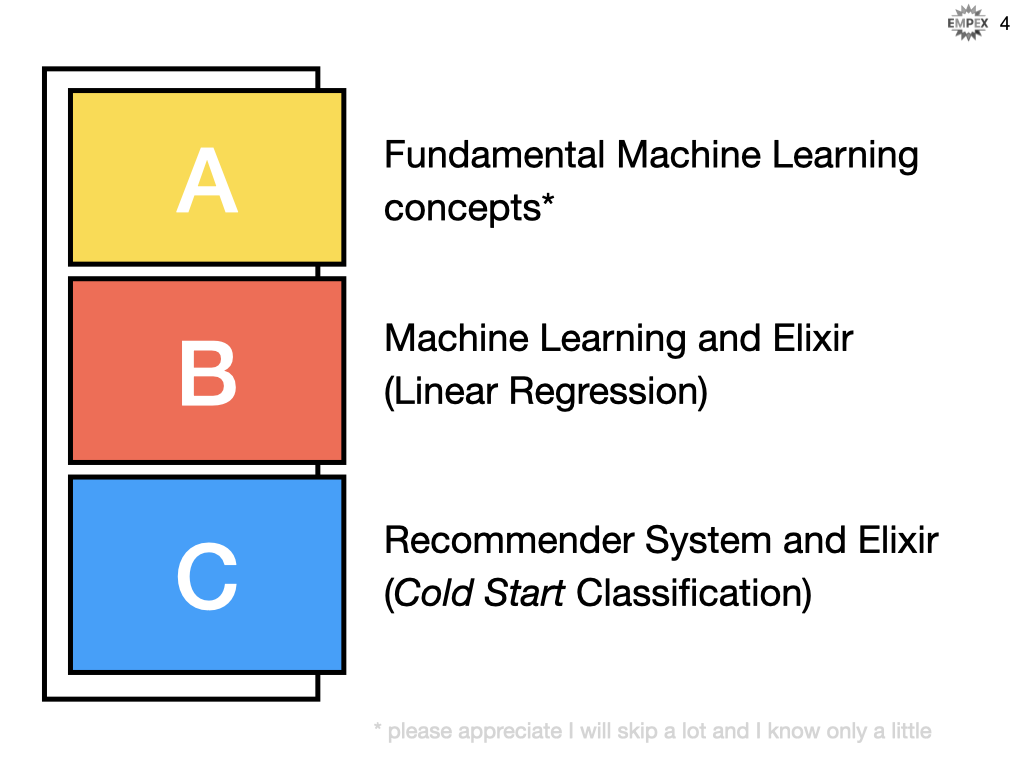 EMPEX 4
A
Fundamental Machine Learning
concepts*
B
Machine Learning and Elixir
(Linear Regression)
C
Recommender System and Elixir
(Cold Start Classification)
* please appreciate I will skip a lot and I know only a little